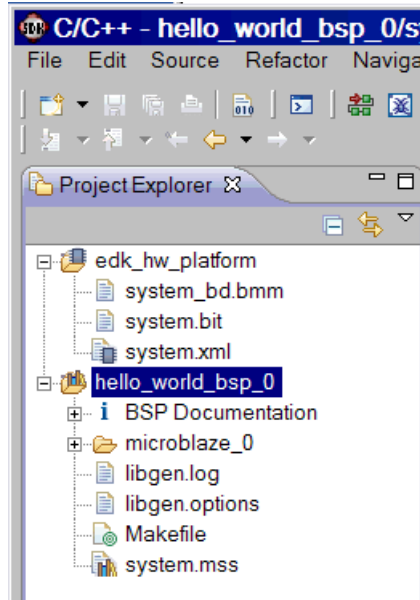 C/C++ - hello_world_bsp_0/s
File Edit Source Refactor Naviga
010
Project Explorer
edk_hw_platform
system_bd.bmm
system.bit
system.xml
hello_world_bsp_0
i BSP Documentation
microblaze_0
libgen.log
libgen.options
Makefile
system.mss